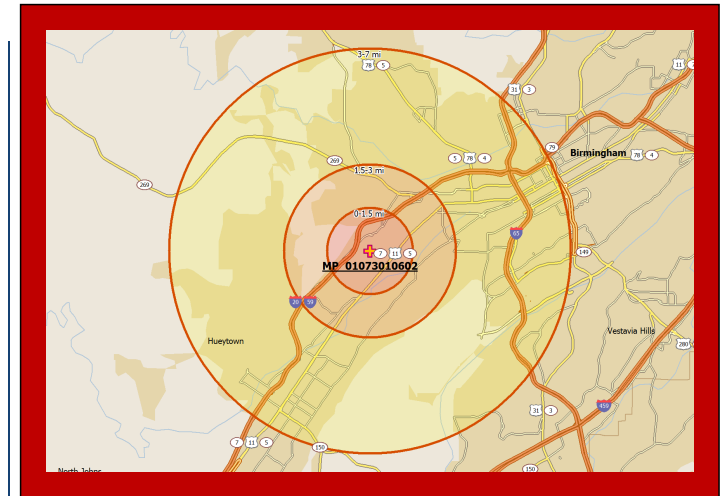 3-7 mi
78 5
11
31 3
79
Birmingham
5 78 4
78 4
269
1.5-3 mi
269
0-1.5 mi
65
7 11 5
149
MP_01073010602
20 59
Vestavia Hills
Hueytown
280
459
31 3
7 11 5
150
150
North Johns